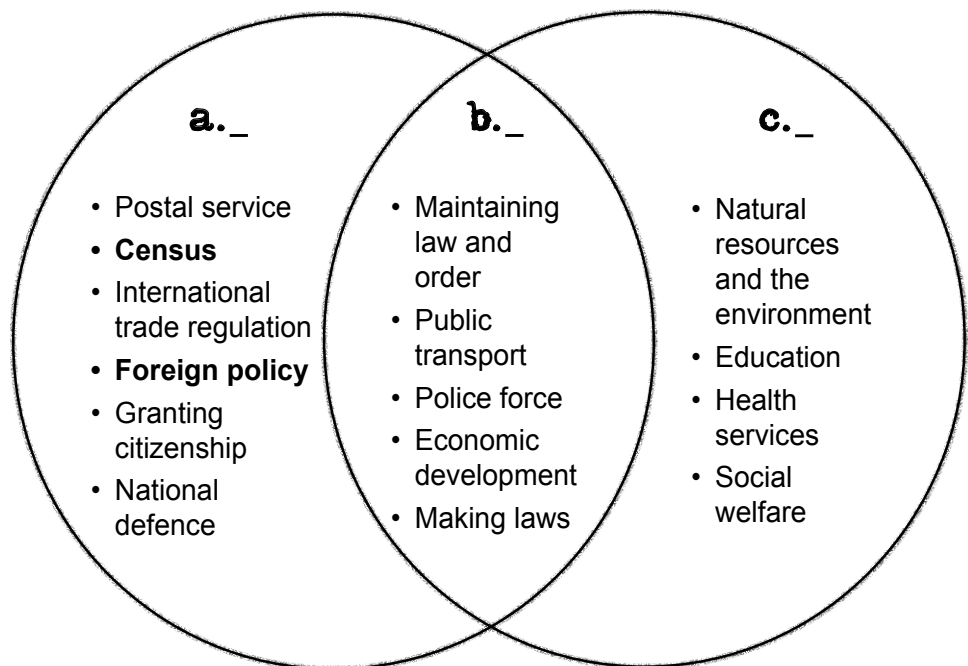 a._
• Postal service
• Census
• International
trade regulation
• Foreign policy
• Granting
citizenship
• National
defence
b._
• Maintaining
law and
order
• Public
transport
• Police force
• Economic
development
• Making laws
c._
• Natural
resources
and the
environment
• Education
• Health
services
• Social
welfare